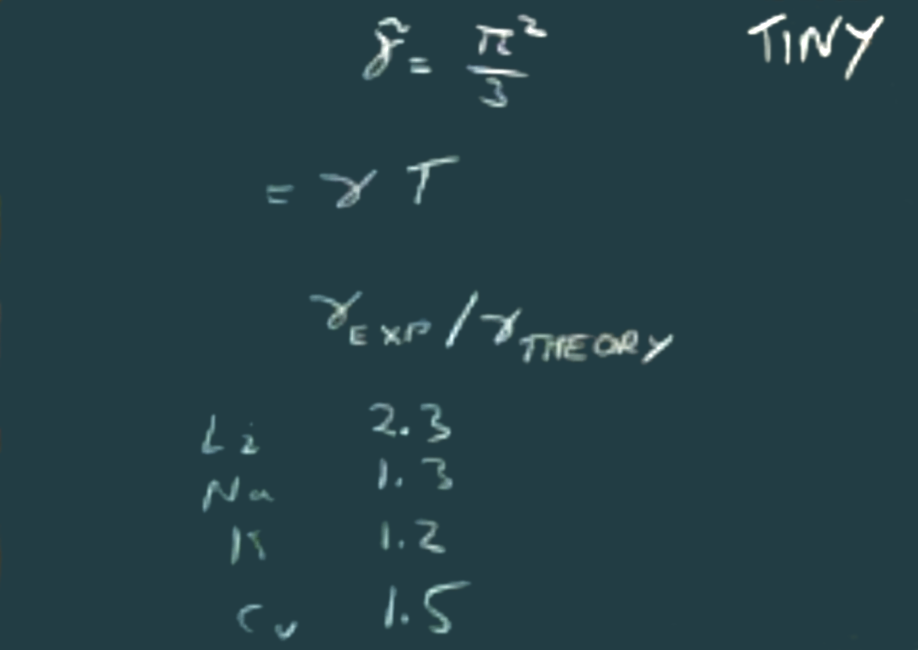 γ̃ = π²/3 TINY
= γ T
γ_EXP / γ_THEORY
Li 2.3
Na 1.3
K 1.2
Cu 1.5